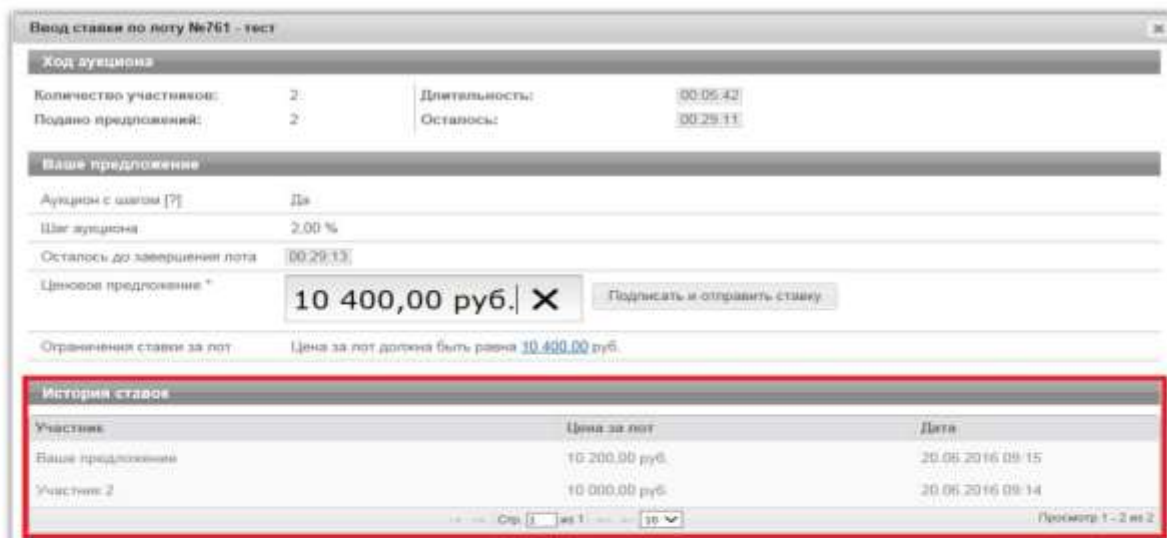 Ввод ставки по лоту №761 - тест
Ход аукциона
Количество участников: 2 Длительность: 00:05:42
Подано предложений: 2 Осталось: 00:29:11
Ваше предложение
Аукцион с шагом [?] Да
Шаг аукциона 2,00 %
Осталось до завершения лота 00:29:13
Ценовое предложение * 10 400,00 руб. Подписать и отправить ставку
Ограничения ставки за лот Цена за лот должна быть равна 10 400,00 руб.
История ставок
Участник Цена за лот Дата
Ваше предложение 10 200,00 руб. 20.06.2016 09:15
Участник 2 10 000,00 руб. 20.06.2016 09:14
Стр. 1 из 1 10 Просмотр 1 - 2 из 2